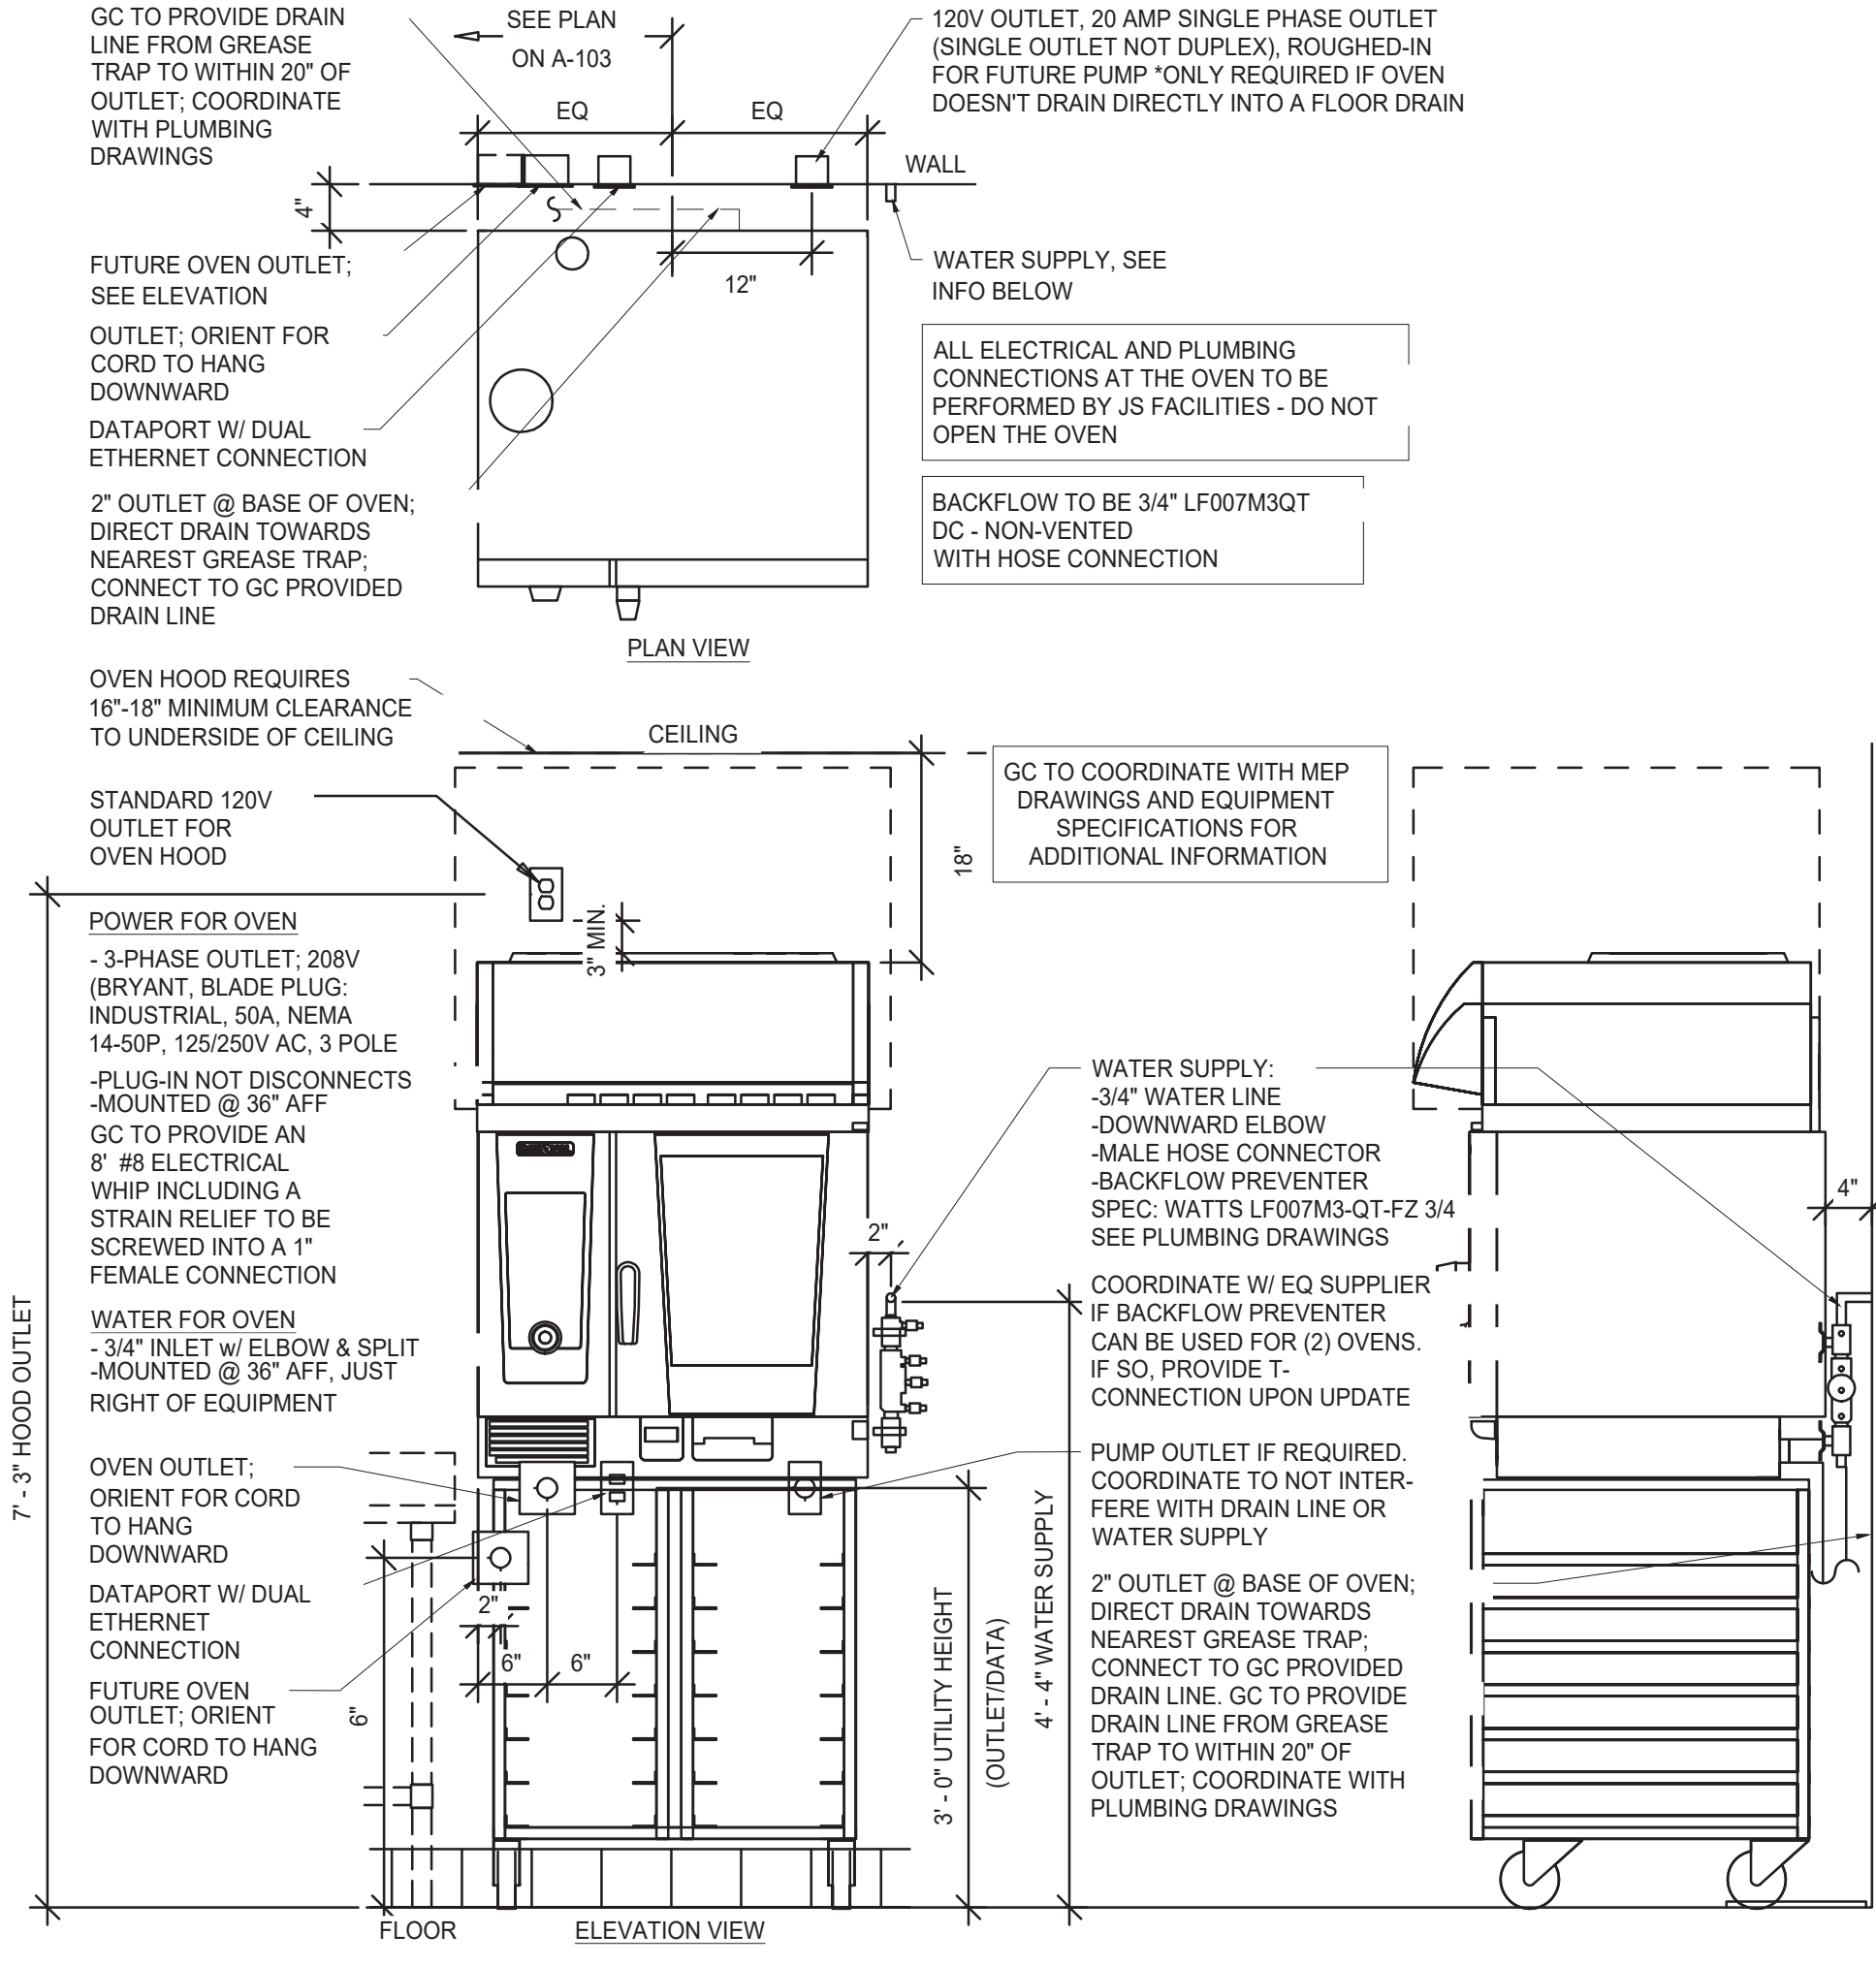 GC TO PROVIDE DRAIN
LINE FROM GREASE
TRAP TO WITHIN 20" OF
OUTLET; COORDINATE
WITH PLUMBING
DRAWINGS
SEE PLAN
ON A-103
120V OUTLET, 20 AMP SINGLE PHASE OUTLET
(SINGLE OUTLET NOT DUPLEX), ROUGHED-IN
FOR FUTURE PUMP *ONLY REQUIRED IF OVEN
DOESN'T DRAIN DIRECTLY INTO A FLOOR DRAIN
EQ
EQ
WALL
4"
FUTURE OVEN OUTLET;
SEE ELEVATION
12"
WATER SUPPLY, SEE
INFO BELOW
OUTLET; ORIENT FOR
CORD TO HANG
DOWNWARD
ALL ELECTRICAL AND PLUMBING
CONNECTIONS AT THE OVEN TO BE
PERFORMED BY JS FACILITIES - DO NOT
OPEN THE OVEN
DATAPORT W/ DUAL
ETHERNET CONNECTION
2" OUTLET @ BASE OF OVEN;
DIRECT DRAIN TOWARDS
NEAREST GREASE TRAP;
CONNECT TO GC PROVIDED
DRAIN LINE
BACKFLOW TO BE 3/4" LF007M3QT
DC - NON-VENTED
WITH HOSE CONNECTION
PLAN VIEW
OVEN HOOD REQUIRES
16"-18" MINIMUM CLEARANCE
TO UNDERSIDE OF CEILING
CEILING
GC TO COORDINATE WITH MEP
DRAWINGS AND EQUIPMENT
SPECIFICATIONS FOR
ADDITIONAL INFORMATION
STANDARD 120V
OUTLET FOR
OVEN HOOD
18"
3" MIN.
POWER FOR OVEN
- 3-PHASE OUTLET; 208V
(BRYANT, BLADE PLUG:
INDUSTRIAL, 50A, NEMA
14-50P, 125/250V AC, 3 POLE
-PLUG-IN NOT DISCONNECTS
-MOUNTED @ 36" AFF
GC TO PROVIDE AN
8' #8 ELECTRICAL
WHIP INCLUDING A
STRAIN RELIEF TO BE
SCREWED INTO A 1"
FEMALE CONNECTION
WATER FOR OVEN
- 3/4" INLET w/ ELBOW & SPLIT
-MOUNTED @ 36" AFF, JUST
RIGHT OF EQUIPMENT
7' - 3" HOOD OUTLET
WATER SUPPLY:
-3/4" WATER LINE
-DOWNWARD ELBOW
-MALE HOSE CONNECTOR
-BACKFLOW PREVENTER
SPEC: WATTS LF007M3-QT-FZ 3/4
SEE PLUMBING DRAWINGS
4"
2"
COORDINATE W/ EQ SUPPLIER
IF BACKFLOW PREVENTER
CAN BE USED FOR (2) OVENS.
IF SO, PROVIDE T-
CONNECTION UPON UPDATE
OVEN OUTLET;
ORIENT FOR CORD
TO HANG
DOWNWARD
PUMP OUTLET IF REQUIRED.
COORDINATE TO NOT INTER-
FERE WITH DRAIN LINE OR
WATER SUPPLY
DATAPORT W/ DUAL
ETHERNET
CONNECTION
2"
6"
6"
2" OUTLET @ BASE OF OVEN;
DIRECT DRAIN TOWARDS
NEAREST GREASE TRAP;
CONNECT TO GC PROVIDED
DRAIN LINE. GC TO PROVIDE
DRAIN LINE FROM GREASE
TRAP TO WITHIN 20" OF
OUTLET; COORDINATE WITH
PLUMBING DRAWINGS
FUTURE OVEN
OUTLET; ORIENT
FOR CORD TO HANG
DOWNWARD
6"
3' - 0" UTILITY HEIGHT
(OUTLET/DATA)
4' - 4" WATER SUPPLY
FLOOR
ELEVATION VIEW